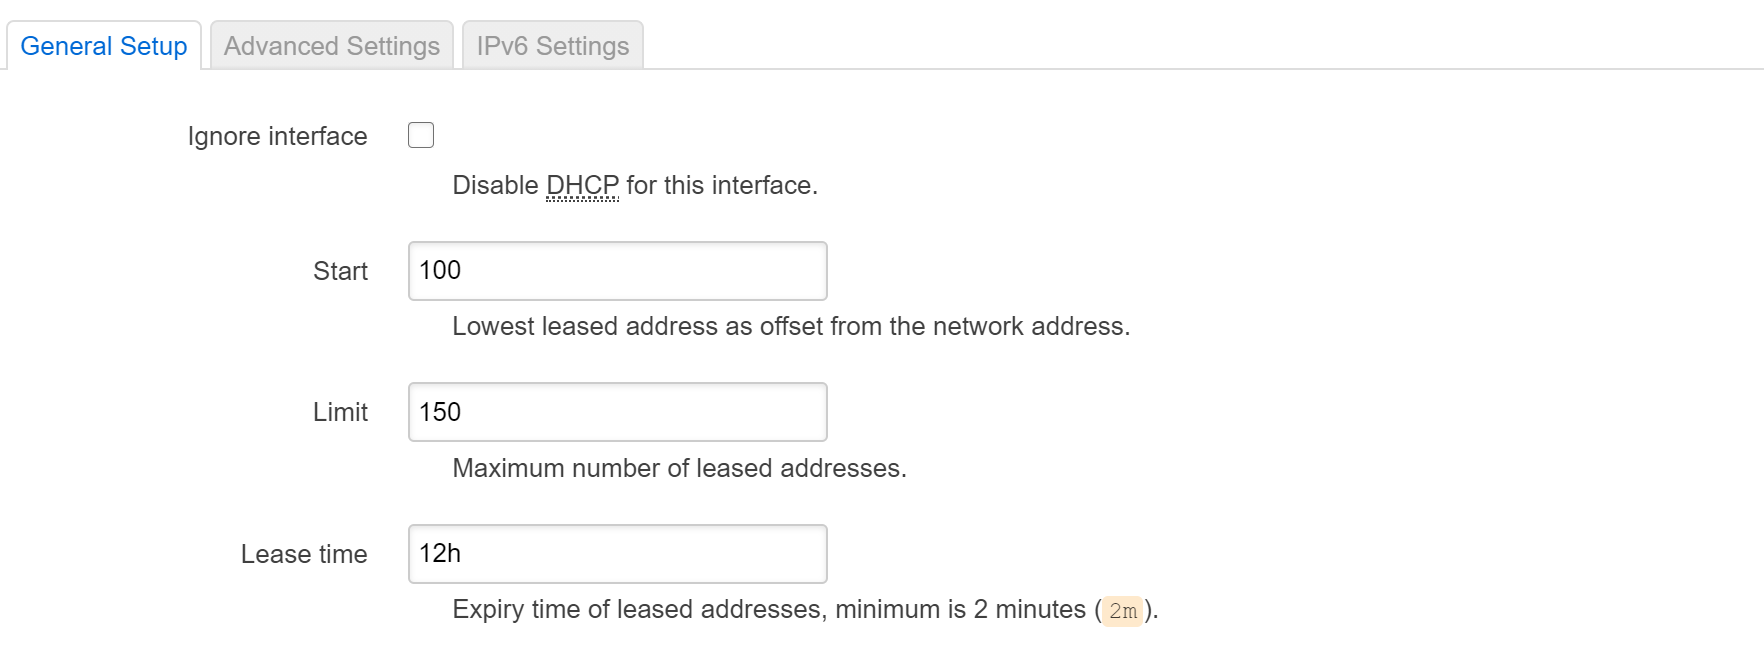 General Setup Advanced Settings IPv6 Settings
Ignore interface
Disable DHCP for this interface.
Start 100
Lowest leased address as offset from the network address.
Limit 150
Maximum number of leased addresses.
Lease time 12h
Expiry time of leased addresses, minimum is 2 minutes (2m).